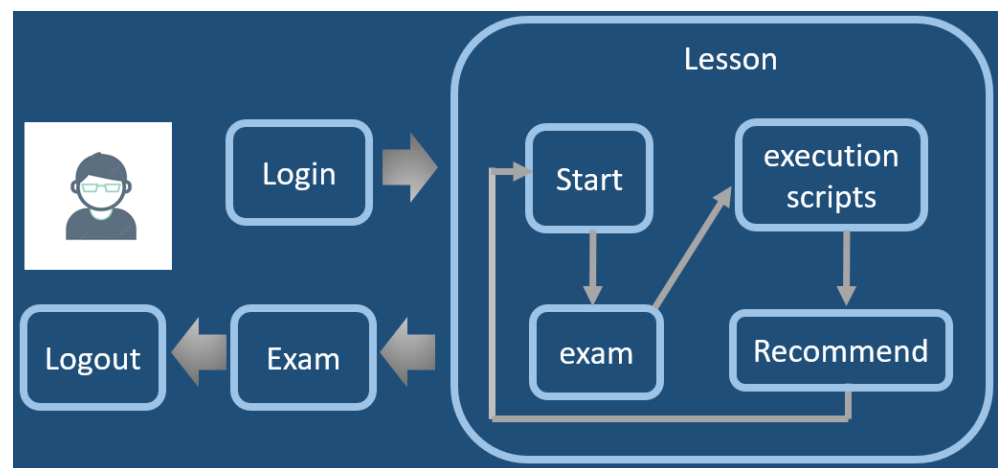 Lesson
Login
Start
execution
scripts
Logout
Exam
exam
Recommend